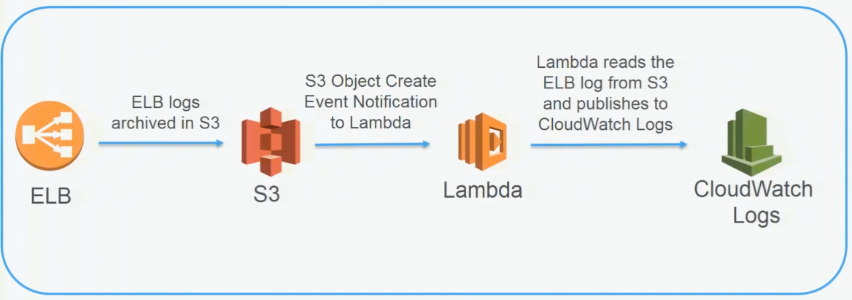 ELB logs
archived in S3
S3 Object Create
Event Notification
to Lambda
Lambda reads the
ELB log from S3
and publishes to
CloudWatch Logs
ELB
S3
Lambda
CloudWatch
Logs